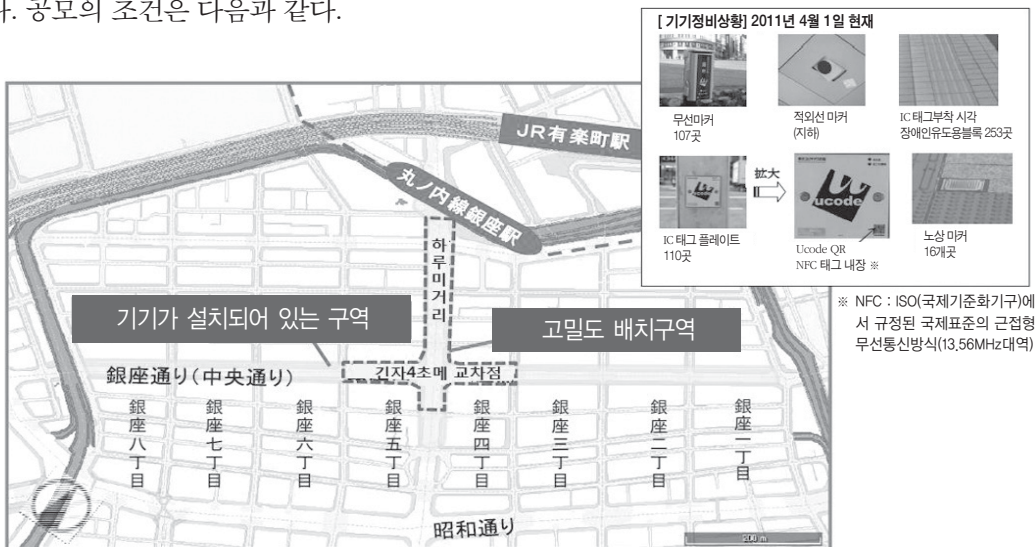 다. 공모의 조건은 다음과 같다.
[ 기기정비상황] 2011년 4월 1일 현재
무선마커
107곳
적외선 마커
(지하)
IC 태그부착 시각
장애인유도용블록 253곳
IC 태그 플레이트
110곳
拡大
ucode
Ucode QR
NFC 태그 내장 ※
노상 마커
16개곳
※ NFC : ISO(국제기준화기구)에
서 규정된 국제표준의 근접형
무선통신방식(13.56MHz대역)
JR有楽町駅
丸ノ内線銀座駅
하루미거리
기기가 설치되어 있는 구역
고밀도 배치구역
긴자4초메 교차점
銀座通り(中央通り)
銀座八丁目
銀座七丁目
銀座六丁目
銀座五丁目
銀座四丁目
銀座三丁目
銀座二丁目
銀座一丁目
昭和通り
200 m